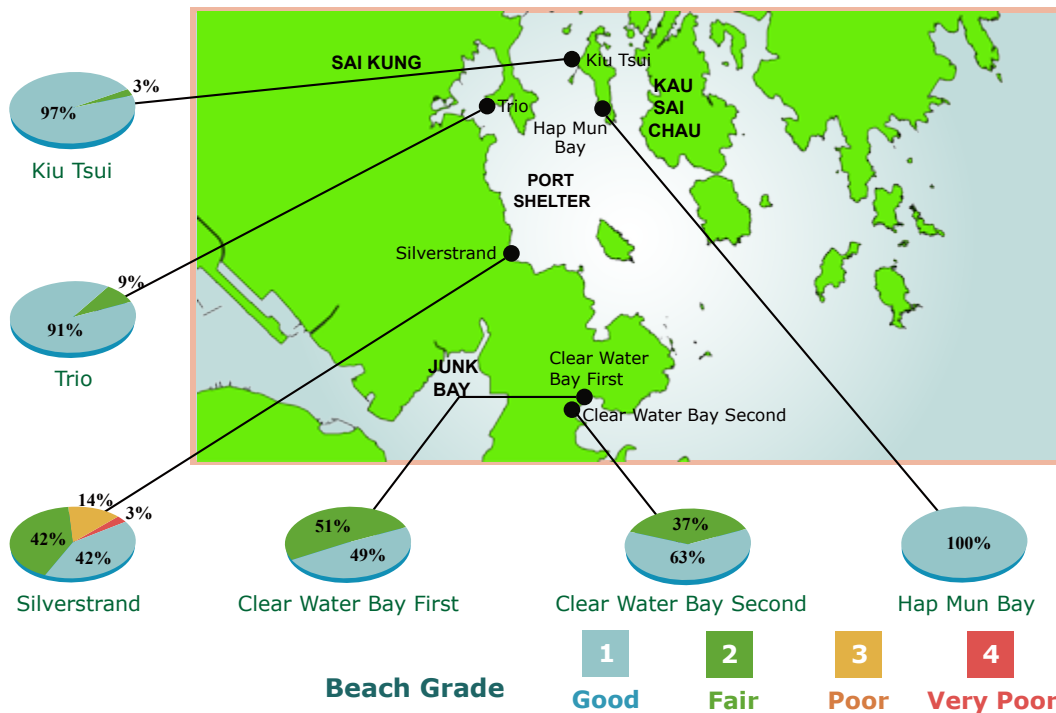 SAI KUNG
Kiu Tsui
KAU
SAI
CHAU
Trio
Hap Mun
Bay
PORT
SHELTER
Silverstrand
JUNK
BAY
Clear Water
Bay First
Clear Water Bay Second
3%
97%
Kiu Tsui
9%
91%
Trio
14%
3%
42%
42%
Silverstrand
51%
49%
Clear Water Bay First
37%
63%
Clear Water Bay Second
100%
Hap Mun Bay
Beach Grade
1
Good
2
Fair
3
Poor
4
Very Poor